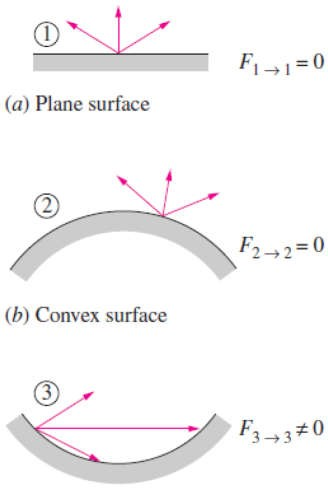 ①
F₁→₁ = 0
(a) Plane surface
②
F₂→₂ = 0
(b) Convex surface
③
F₃→₃ ≠ 0